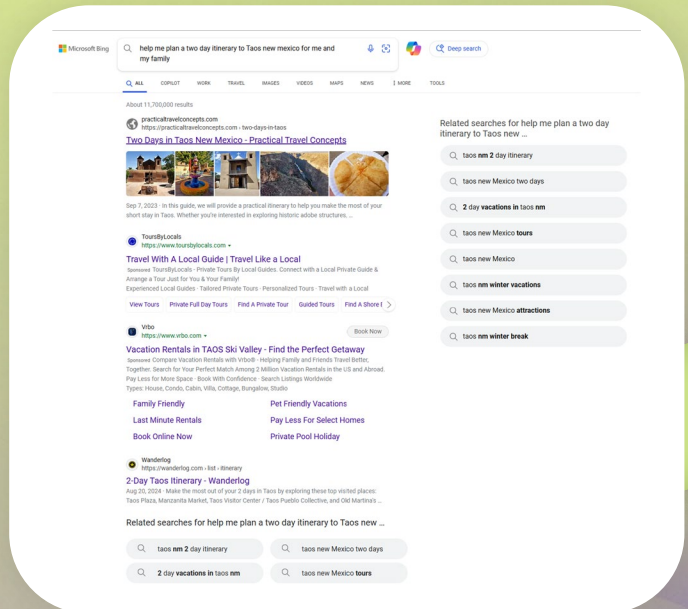 Microsoft Bing
help me plan a two day itinerary to Taos new mexico for me and
my family
Deep search
ALL COPILOT WORK TRAVEL IMAGES VIDEOS MAPS NEWS MORE TOOLS
About 11,700,000 results
practicaltravelconcepts.com
https://practicaltravelconcepts.com › two-days-in-taos
Two Days in Taos New Mexico - Practical Travel Concepts
Sep 7, 2023 · In this guide, we will provide a practical itinerary to help you make the most of your
short stay in Taos. Whether you're interested in exploring historic adobe structures, ...
ToursByLocals
https://www.toursbylocals.com
Travel With A Local Guide | Travel Like a Local
Sponsored ToursByLocals - Private Tours By Local Guides. Connect with a Local Private Guide &
Arrange a Tour Just for You & Your Family!
Experienced Local Guides · Tailored Private Tours · Personalized Tours · Travel with a Local
View Tours Private Full Day Tours Find A Private Tour Guided Tours Find A Shore E
Vrbo
https://www.vrbo.com
Book Now
Vacation Rentals in TAOS Ski Valley - Find the Perfect Getaway
Sponsored Compare Vacation Rentals with Vrbo® - Helping Family and Friends Travel Better,
Together. Search for Your Perfect Match Among 2 Million Vacation Rentals in the US and Abroad.
Pay Less for More Space · Book With Confidence · Search Listings Worldwide
Types: House, Condo, Cabin, Villa, Cottage, Bungalow, Studio
Family Friendly Pet Friendly Vacations
Last Minute Rentals Pay Less For Select Homes
Book Online Now Private Pool Holiday
Wanderlog
https://wanderlog.com › list › itinerary
2-Day Taos Itinerary - Wanderlog
Aug 20, 2024 · Make the most out of your 2 days in Taos by exploring these top visited places:
Taos Plaza, Manzanita Market, Taos Visitor Center / Taos Pueblo Collective, and Old Martina's ...
Related searches for help me plan a two day itinerary to Taos new ...
taos nm 2 day itinerary
taos new Mexico two days
2 day vacations in taos nm
taos new Mexico tours
Related searches for help me plan a two day
itinerary to Taos new ...
taos nm 2 day itinerary
taos new Mexico two days
2 day vacations in taos nm
taos new Mexico tours
taos new Mexico
taos nm winter vacations
taos new Mexico attractions
taos nm winter break